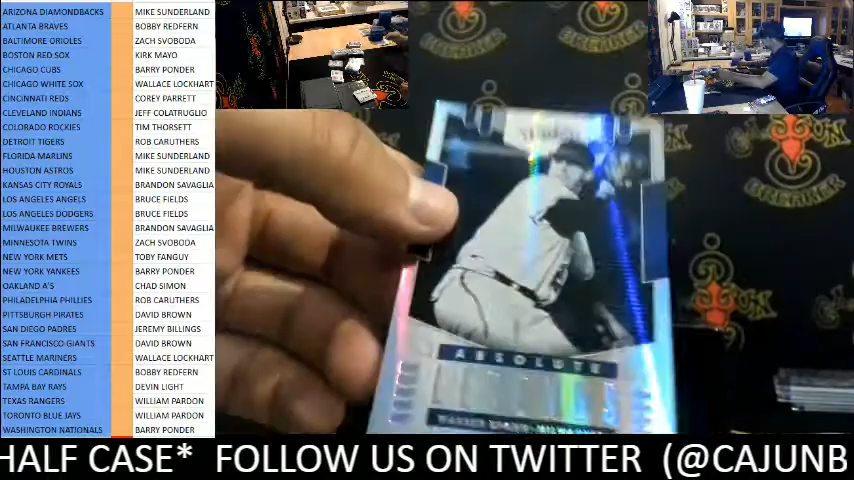 ARIZONA DIAMONDBACKS MIKE SUNDERLAND
ATLANTA BRAVES BOBBY REDFERN
BALTIMORE ORIOLES ZACH SVOBODA
BOSTON RED SOX KIRK MAYO
CHICAGO CUBS BARRY PONDER
CHICAGO WHITE SOX WALLACE LOCKHART
CINCINNATI REDS COREY PARRETT
CLEVELAND INDIANS JEFF COLATRUGLIO
COLORADO ROCKIES TIM THORSETT
DETROIT TIGERS ROB CARUTHERS
FLORIDA MARLINS MIKE SUNDERLAND
HOUSTON ASTROS MIKE SUNDERLAND
KANSAS CITY ROYALS BRANDON SAVAGLIA
LOS ANGELES ANGELS BRUCE FIELDS
LOS ANGELES DODGERS BRUCE FIELDS
MILWAUKEE BREWERS BRANDON SAVAGLIA
MINNESOTA TWINS ZACH SVOBODA
NEW YORK METS TOBY FANGUY
NEW YORK YANKEES BARRY PONDER
OAKLAND A'S CHAD SIMON
PHILADELPHIA PHILLIES ROB CARUTHERS
PITTSBURGH PIRATES DAVID BROWN
SAN DIEGO PADRES JEREMY BILLINGS
SAN FRANCISCO GIANTS DAVID BROWN
SEATTLE MARINERS WALLACE LOCKHART
ST LOUIS CARDINALS BOBBY REDFERN
TAMPA BAY RAYS DEVIN LIGHT
TEXAS RANGERS WILLIAM PARDON
TORONTO BLUE JAYS WILLIAM PARDON
WASHINGTON NATIONALS BARRY PONDER
ABSOLUTE
BREAKER
BREAKER
HALF CASE* FOLLOW US ON TWITTER (@CAJUNB